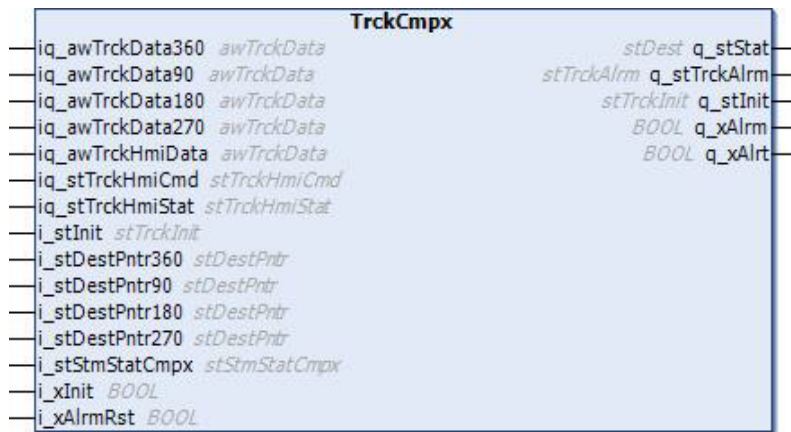 TrckCmpx
iq_awTrckData360 awTrckData stDest q_stStat
iq_awTrckData90 awTrckData stTrckAlrm q_stTrckAlrm
iq_awTrckData180 awTrckData stTrckInit q_stInit
iq_awTrckData270 awTrckData BOOL q_xAlrm
iq_awTrckHmiData awTrckData BOOL q_xAlrt
iq_stTrckHmiCmd stTrckHmiCmd
iq_stTrckHmiStat stTrckHmiStat
i_stInit stTrckInit
i_stDestPntr360 stDestPntr
i_stDestPntr90 stDestPntr
i_stDestPntr180 stDestPntr
i_stDestPntr270 stDestPntr
i_stStmStatCmpx stStmStatCmpx
i_xInit BOOL
i_xAlrmRst BOOL